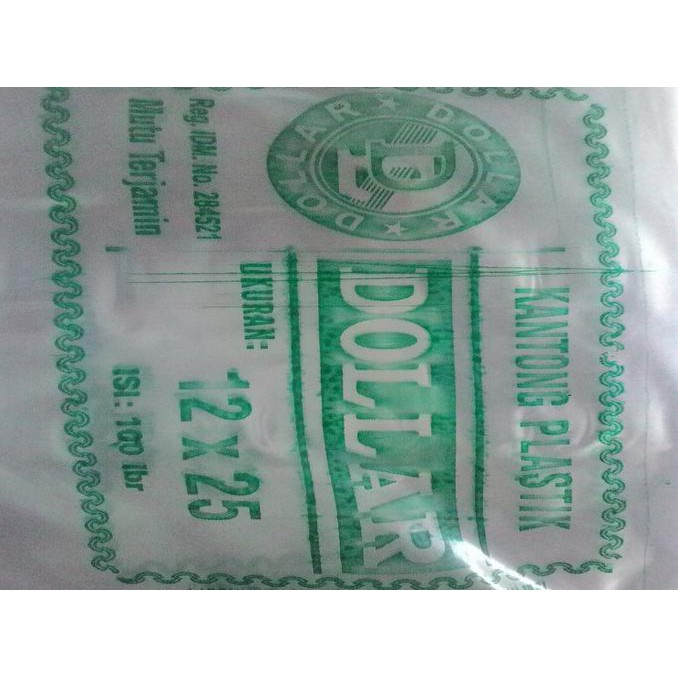 DOLLAR ★ DOLLAR ★
D
KANTONG PLASTIK
DOLLAR
UKURAN:
12 X 25
Reg. IDM. No. 284521
Mutu Terjamin
ISI : 100 lbr